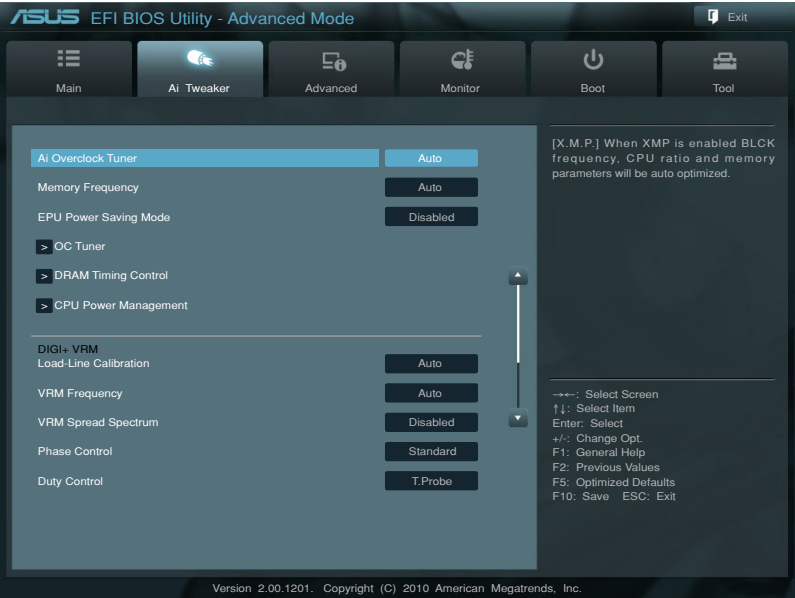 ASUS EFI BIOS Utility - Advanced Mode
Exit
Main
Ai Tweaker
Advanced
Monitor
Boot
Tool
Ai Overclock Tuner Auto
Memory Frequency Auto
EPU Power Saving Mode Disabled
> OC Tuner
> DRAM Timing Control
> CPU Power Management
DIGI+ VRM
Load-Line Calibration Auto
VRM Frequency Auto
VRM Spread Spectrum Disabled
Phase Control Standard
Duty Control T.Probe
[X.M.P.] When XMP is enabled BLCK
frequency, CPU ratio and memory
parameters will be auto optimized.
→←: Select Screen
↑↓: Select Item
Enter: Select
+/-: Change Opt.
F1: General Help
F2: Previous Values
F5: Optimized Defaults
F10: Save ESC: Exit
Version 2.00.1201. Copyright (C) 2010 American Megatrends, Inc.